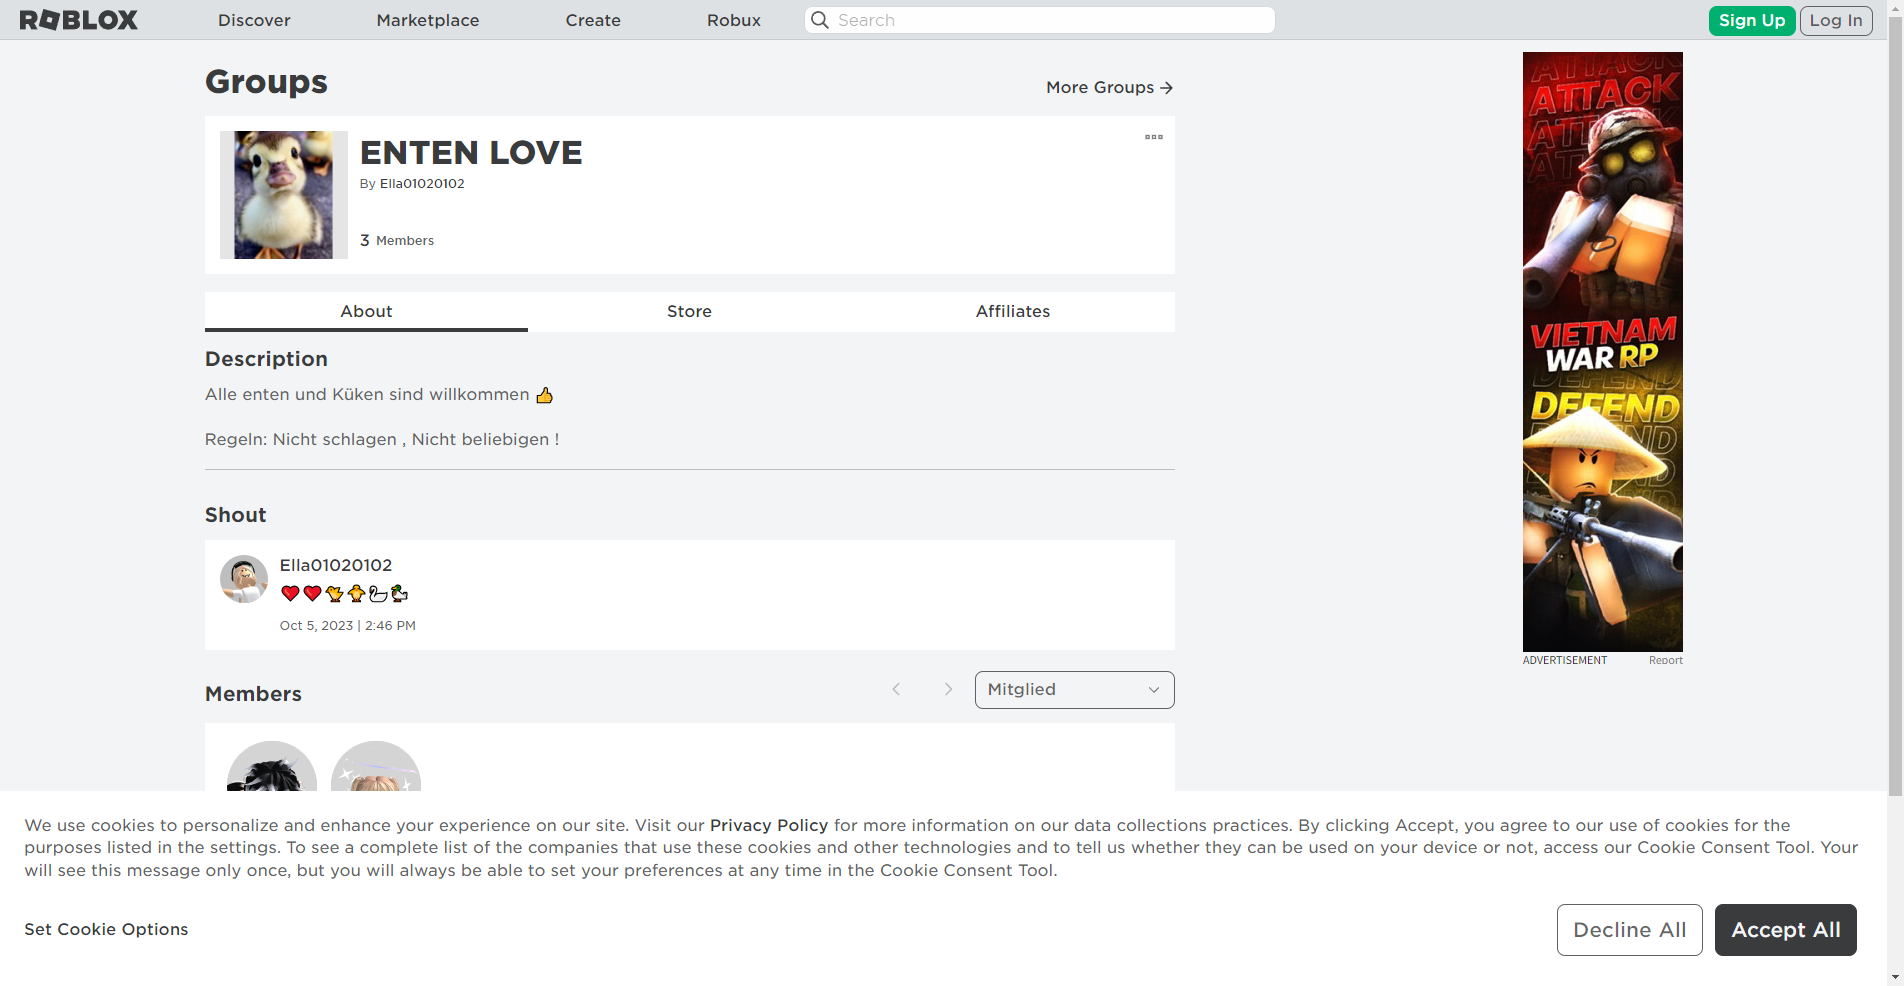 ROBLOX
Discover
Marketplace
Create
Robux
Search
Sign Up
Log In
Groups
More Groups
ENTEN LOVE
By Ella01020102
3 Members
About
Store
Affiliates
Description
Alle enten und Küken sind willkommen 👍
Regeln: Nicht schlagen , Nicht beliebigen !
Shout
Ella01020102
❤️❤️🐤🐥🦢🦆
Oct 5, 2023 | 2:46 PM
Members
Mitglied
ATTACK
ATTACK
VIETNAM
WAR RP
DEFEND
DEFEND
DEFEND
ADVERTISEMENT
Report
We use cookies to personalize and enhance your experience on our site. Visit our Privacy Policy for more information on our data collections practices. By clicking Accept, you agree to our use of cookies for the
purposes listed in the settings. To see a complete list of the companies that use these cookies and other technologies and to tell us whether they can be used on your device or not, access our Cookie Consent Tool. Your
will see this message only once, but you will always be able to set your preferences at any time in the Cookie Consent Tool.
Set Cookie Options
Decline All
Accept All